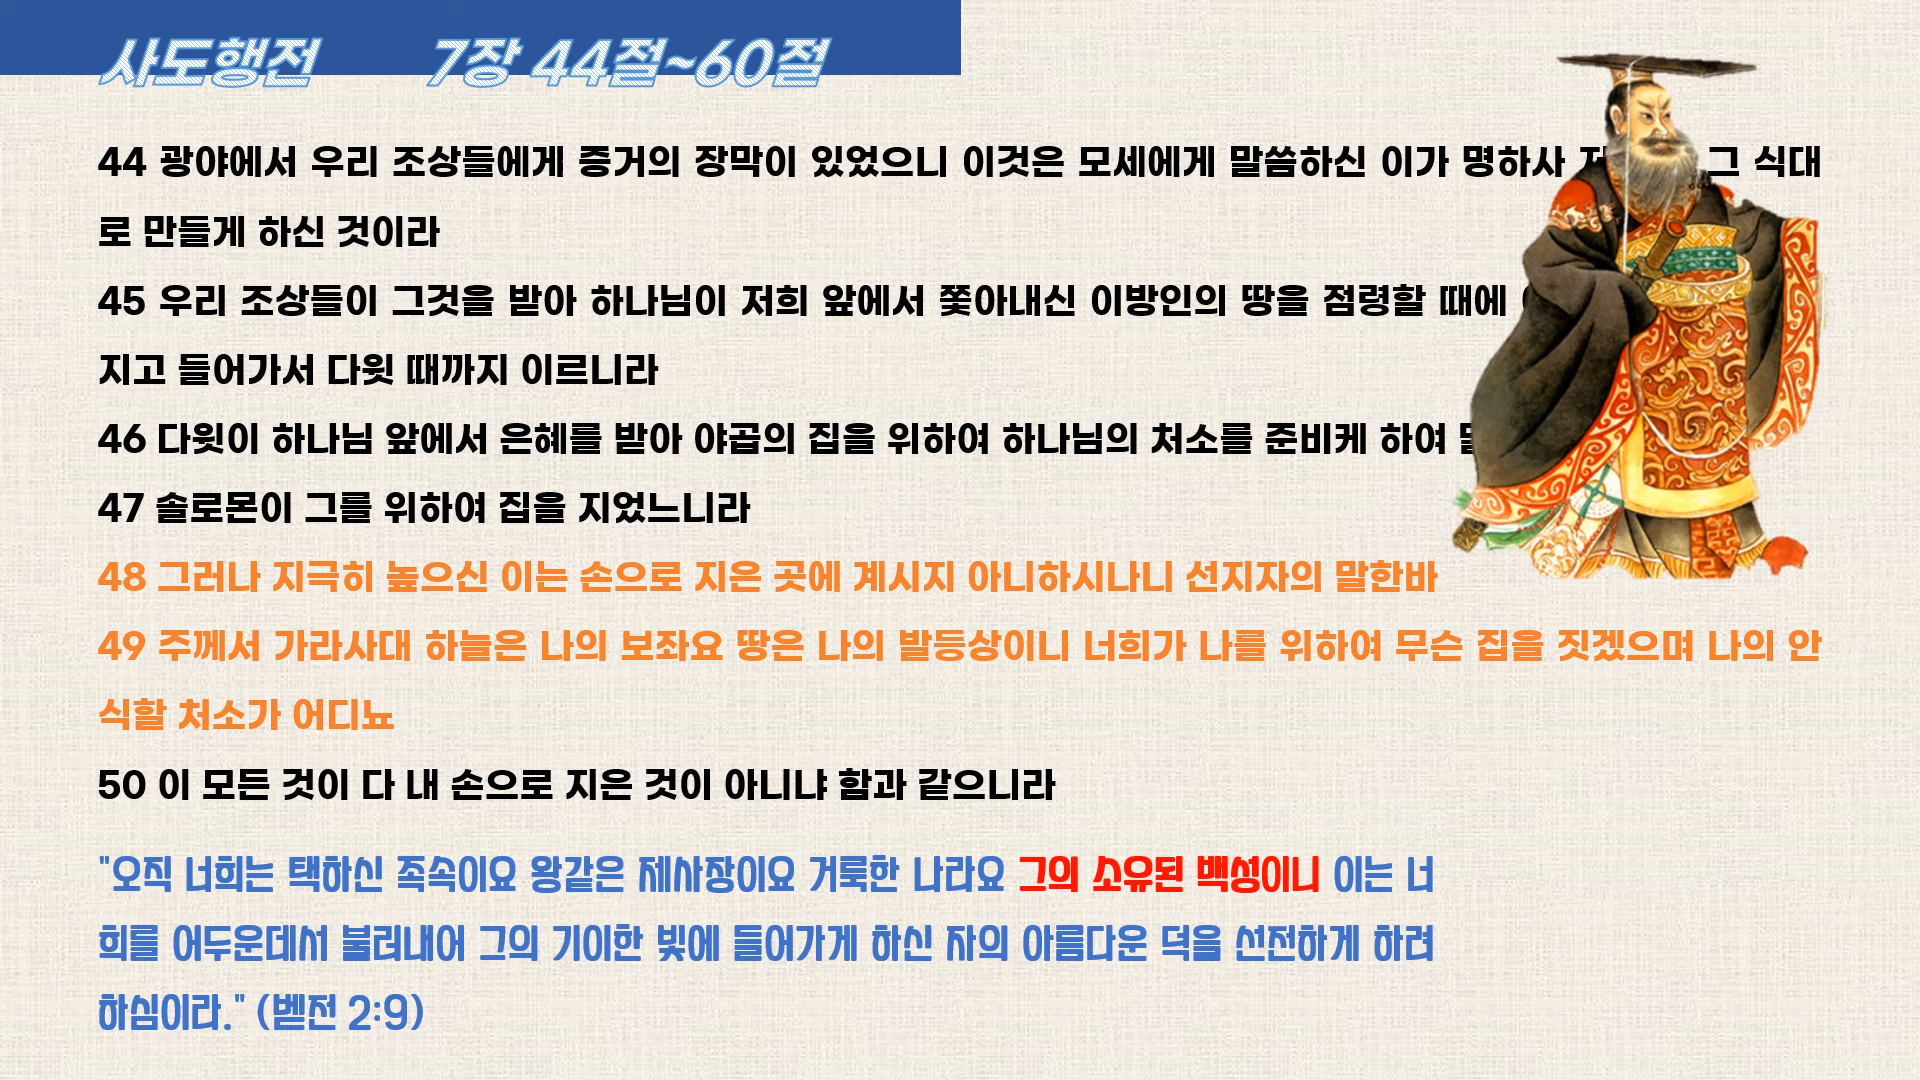 사도행전 7장 44절~60절
44 광야에서 우리 조상들에게 증거의 장막이 있었으니 이것은 모세에게 말씀하신 이가 명하사 그 식대
로 만들게 하신 것이라
45 우리 조상들이 그것을 받아 하나님이 저희 앞에서 쫓아내신 이방인의 땅을 점령할 때에
지고 들어가서 다윗 때까지 이르니라
46 다윗이 하나님 앞에서 은혜를 받아 야곱의 집을 위하여 하나님의 처소를 준비케 하여
47 솔로몬이 그를 위하여 집을 지었느니라
48 그러나 지극히 높으신 이는 손으로 지은 곳에 계시지 아니하시나니 선지자의 말한바
49 주께서 가라사대 하늘은 나의 보좌요 땅은 나의 발등상이니 너희가 나를 위하여 무슨 집을 짓겠으며 나의 안
식할 처소가 어디뇨
50 이 모든 것이 다 내 손으로 지은 것이 아니냐 함과 같으니라
"오직 너희는 택하신 족속이요 왕같은 제사장이요 거룩한 나라요 그의 소유된 백성이니 이는 너
희를 어두운데서 불러내어 그의 기이한 빛에 들어가게 하신 자의 아름다운 덕을 선전하게 하려
하심이라." (벧전 2:9)